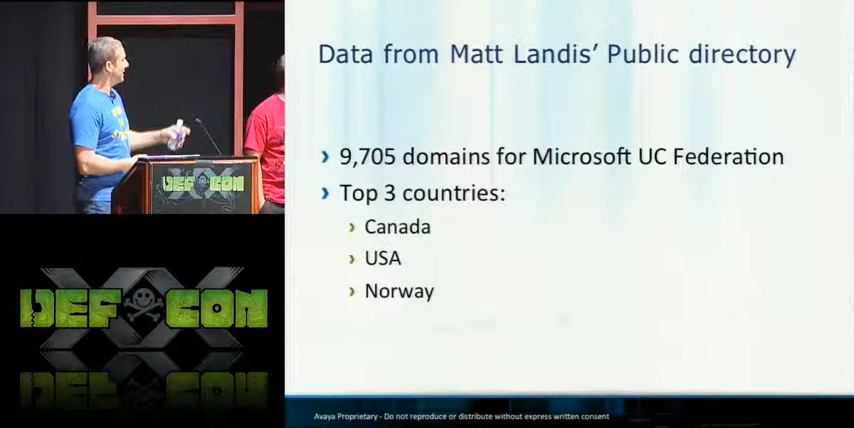 Data from Matt Landis' Public directory
› 9,705 domains for Microsoft UC Federation
› Top 3 countries:
› Canada
› USA
› Norway
Avaya Proprietary - Do not reproduce or distribute without express written consent
DEF CON
XX
DEF CON